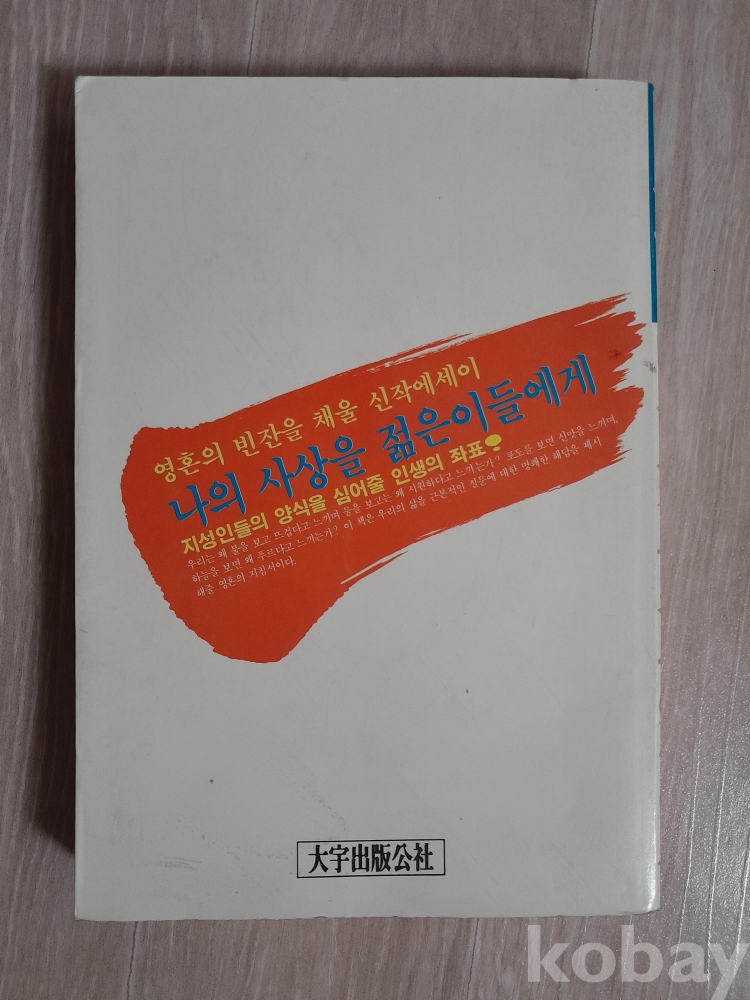 영혼의 빈잔을 채울 신작에세이
나의 사상을 젊은이들에게
지성인들의 양식을 심어줄 인생의 좌표
우리는 왜 불을 보고 뜨겁다고 느끼며 물을 보고는 왜 시원하다고 느끼는가? 포도를 보면 신맛을 느끼며,
하늘을 보면 왜 푸르다고 느끼는가? 이 책은 우리의 삶을 근본적인 질문에 대한 명쾌한 해답을 제시
해줄 영혼의 지침서이다.
大宇出版公社
kobay